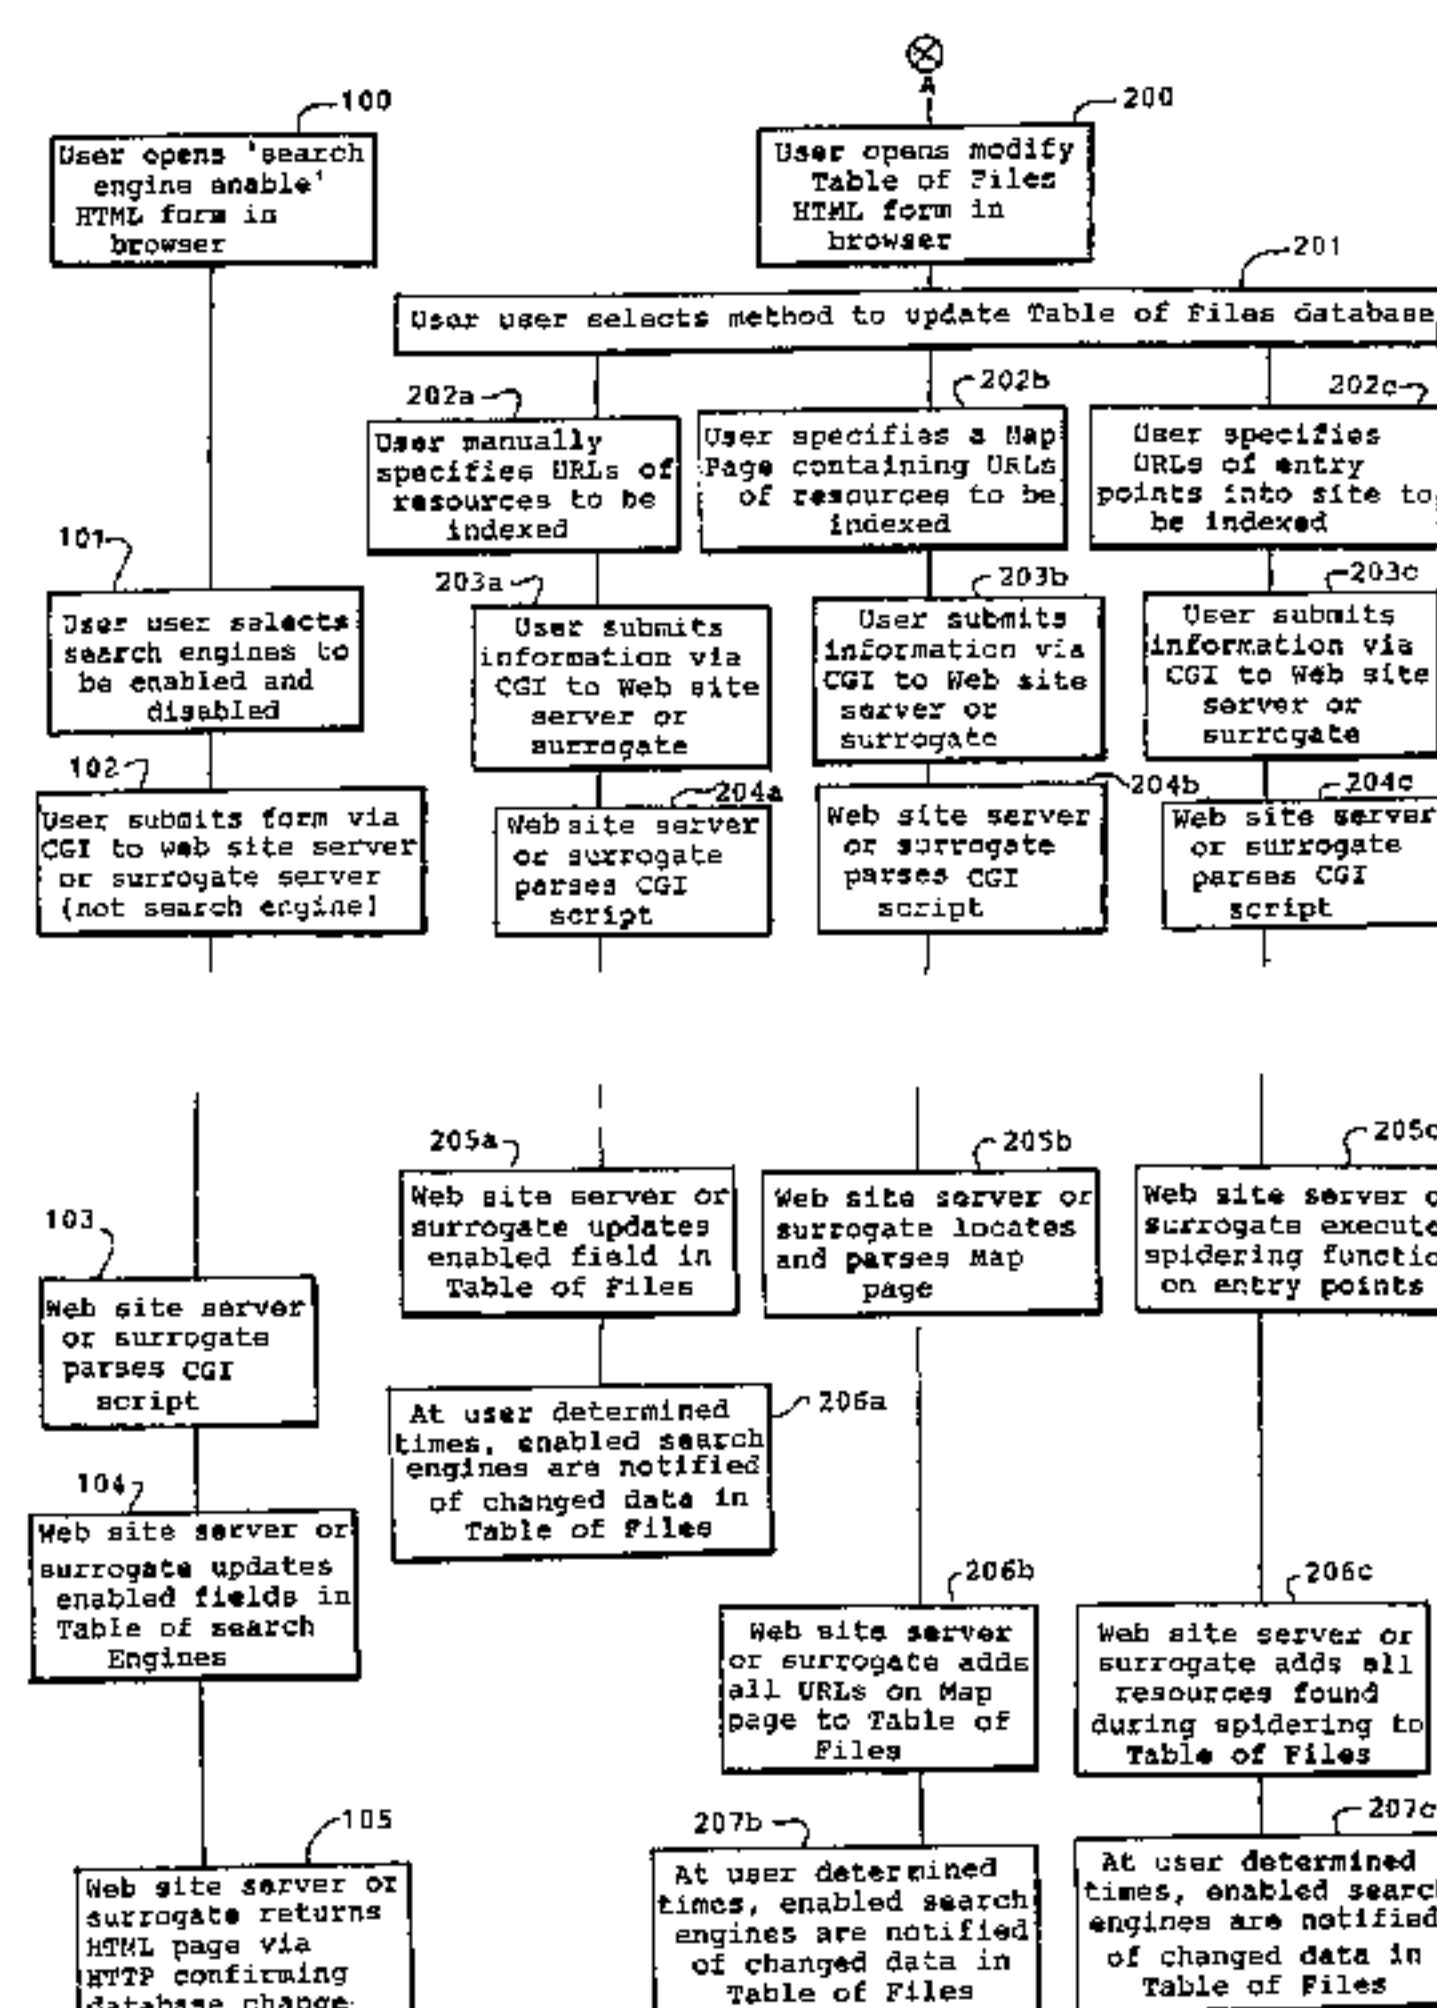 A
100
User opens 'search
engine enable'
HTML form in
browser
200
User opens modify
Table of Files
HTML form in
browser
201
User user selects method to update Table of Files database
202a
User manually
specifies URLs of
resources to be
indexed
202b
User specifies a Map
Page containing URLs
of resources to be
indexed
202c
User specifies
URLs of entry
points into site to
be indexed
101
User user selects
search engines to
be enabled and
disabled
203a
User submits
information via
CGI to Web site
server or
surrogate
203b
User submits
information via
CGI to Web site
server or
surrogate
203c
User submits
information via
CGI to Web site
server or
surrogate
102
User submits form via
CGI to web site server
or surrogate server
(not search engine)
204a
Web site server
or surrogate
parses CGI
script
204b
Web site server
or surrogate
parses CGI
script
204c
Web site server
or surrogate
parses CGI
script
103
Web site server
or surrogate
parses CGI
script
205a
Web site server or
surrogate updates
enabled field in
Table of Files
205b
Web site server or
surrogate locates
and parses Map
page
205c
Web site server o
surrogate execute
spidering functio
on entry points
206a
At user determined
times, enabled search
engines are notified
of changed data in
Table of Files
104
Web site server or
surrogate updates
enabled fields in
Table of search
Engines
206b
Web site server
or surrogate adds
all URLs on Map
page to Table of
Files
206c
Web site server or
surrogate adds all
resources found
during spidering to
Table of Files
105
Web site server or
surrogate returns
HTML page via
HTTP confirming
database change
207b
At user determined
times, enabled search
engines are notified
of changed data in
Table of Files
207c
At user determined
times, enabled search
engines are notified
of changed data in
Table of Files